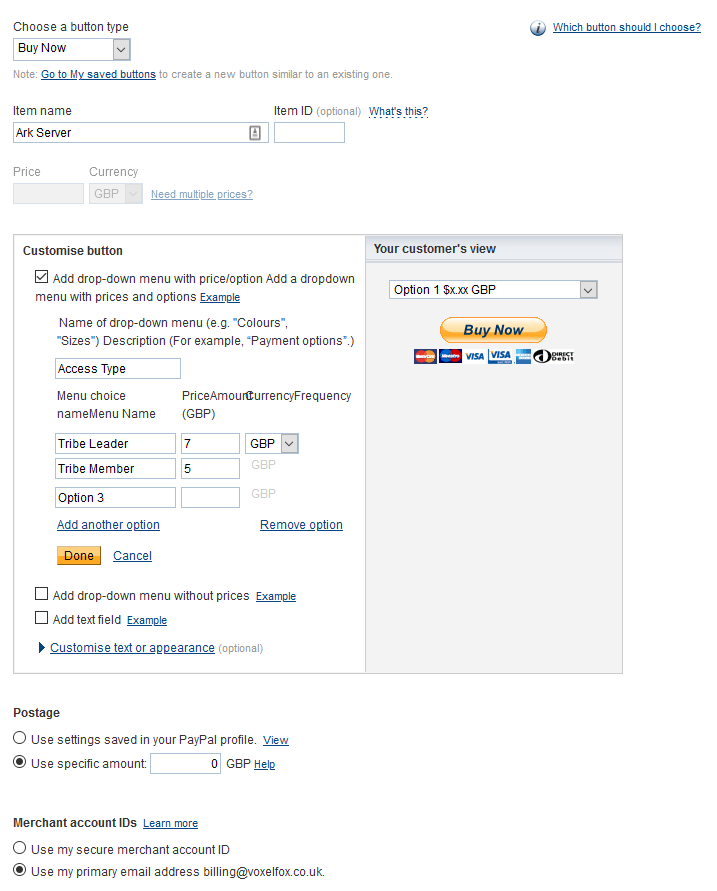 Choose a button type
Which button should I choose?
Buy Now
Note: Go to My saved buttons to create a new button similar to an existing one.
Item name
Item ID (optional) What's this?
Ark Server
Price
Currency
GBP
Need multiple prices?
Customise button
Your customer's view
Add drop-down menu with price/option Add a dropdown
menu with prices and options Example
Option 1 $x.xx GBP
Name of drop-down menu (e.g. "Colours",
"Sizes") Description (For example, “Payment options”.)
Buy Now
VISA
VISA
DIRECT
Debit
Access Type
Menu choice
nameMenu Name
PriceAmountCurrencyFrequency
(GBP)
Tribe Leader
7
GBP
Tribe Member
5
GBP
Option 3
GBP
Add another option
Remove option
Done
Cancel
Add drop-down menu without prices Example
Add text field Example
Customise text or appearance (optional)
Postage
Use settings saved in your PayPal profile. View
Use specific amount: 0 GBP Help
Merchant account IDs Learn more
Use my secure merchant account ID
Use my primary email address billing@voxelfox.co.uk.